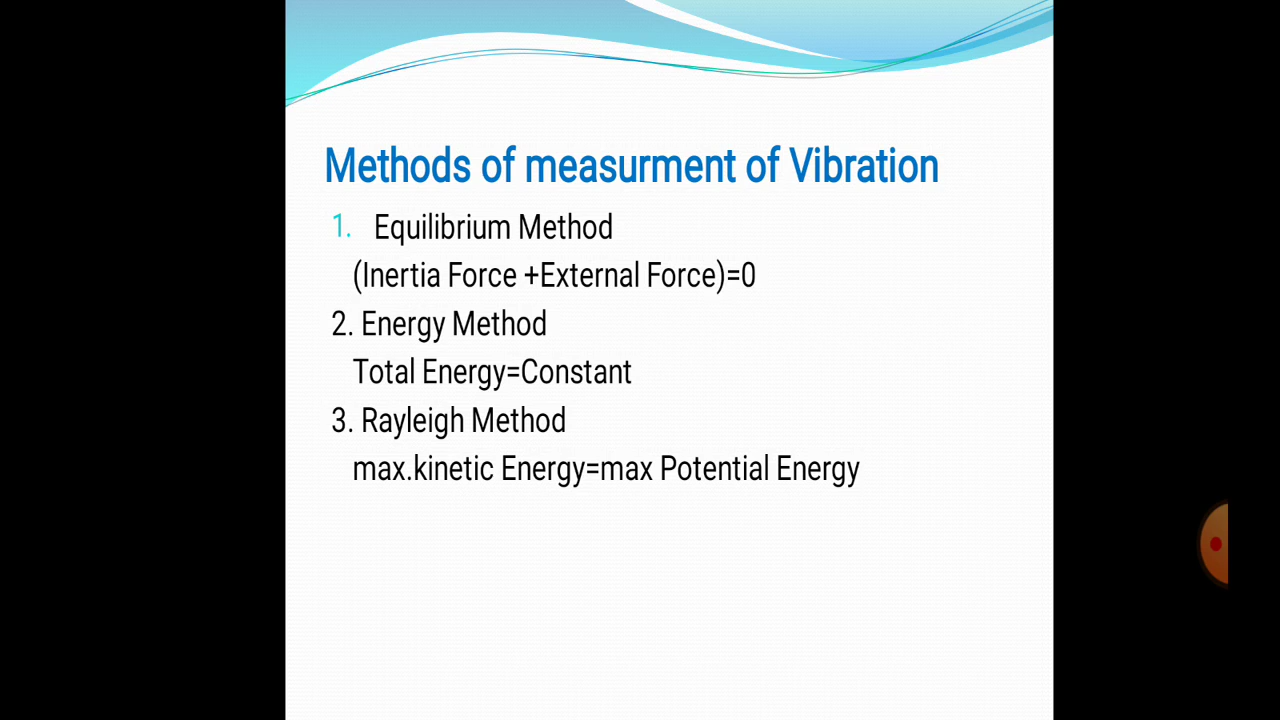 Methods of measurment of Vibration
1. Equilibrium Method
(Inertia Force +External Force)=0
2. Energy Method
Total Energy=Constant
3. Rayleigh Method
max.kinetic Energy=max Potential Energy